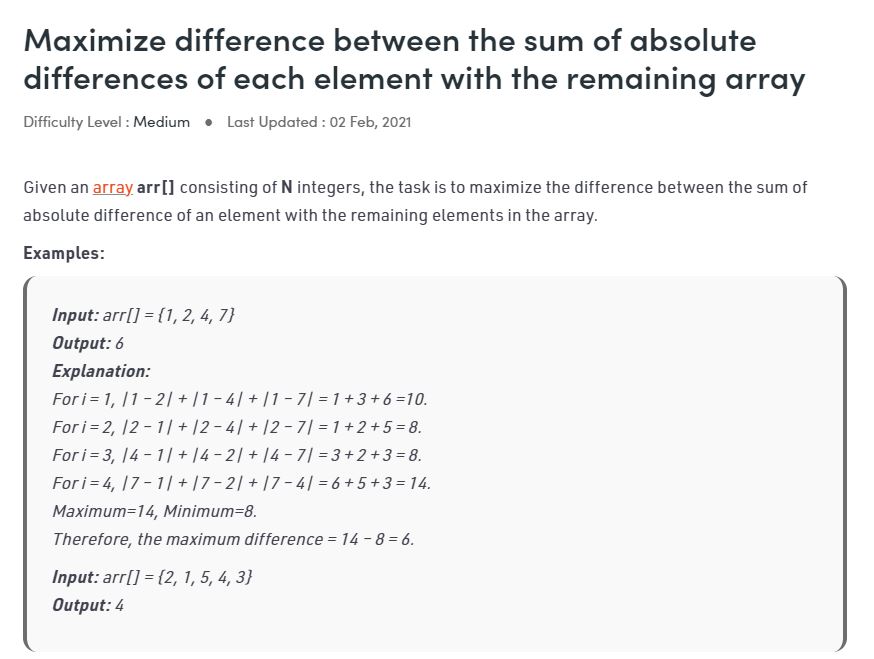 Maximize difference between the sum of absolute
differences of each element with the remaining array
Difficulty Level : Medium ● Last Updated : 02 Feb, 2021
Given an array arr[] consisting of N integers, the task is to maximize the difference between the sum of
absolute difference of an element with the remaining elements in the array.
Examples:
Input: arr[] = {1, 2, 4, 7}
Output: 6
Explanation:
For i = 1, |1 – 2| + |1 – 4| + |1 – 7| = 1 + 3 + 6 =10.
For i = 2, |2 – 1| + |2 – 4| + |2 – 7| = 1 + 2 + 5 = 8.
For i = 3, |4 – 1| + |4 – 2| + |4 – 7| = 3 + 2 + 3 = 8.
For i = 4, |7 – 1| + |7 – 2| + |7 – 4| = 6 + 5 + 3 = 14.
Maximum=14, Minimum=8.
Therefore, the maximum difference = 14 – 8 = 6.
Input: arr[] = {2, 1, 5, 4, 3}
Output: 4